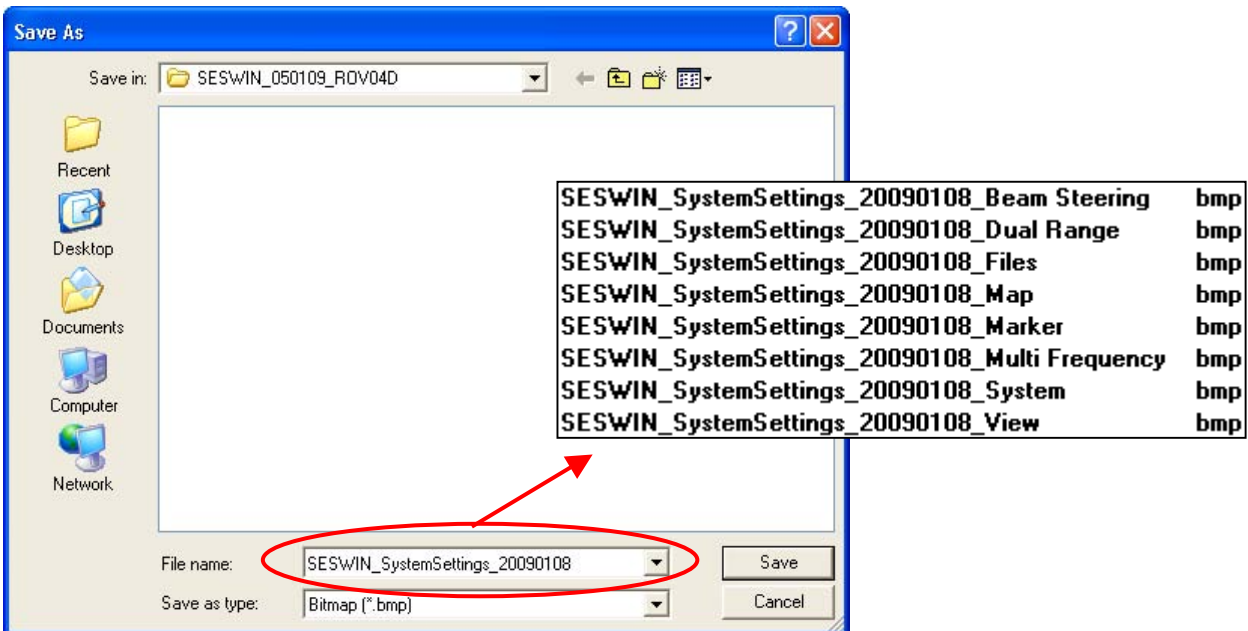 Save As
Save in: SESWIN_050109_ROV04D
Recent
Desktop
Documents
Computer
Network
SESWIN_SystemSettings_20090108_Beam Steering bmp
SESWIN_SystemSettings_20090108_Dual Range bmp
SESWIN_SystemSettings_20090108_Files bmp
SESWIN_SystemSettings_20090108_Map bmp
SESWIN_SystemSettings_20090108_Marker bmp
SESWIN_SystemSettings_20090108_Multi Frequency bmp
SESWIN_SystemSettings_20090108_System bmp
SESWIN_SystemSettings_20090108_View bmp
File name: SESWIN_SystemSettings_20090108 Save
Save as type: Bitmap (*.bmp) Cancel